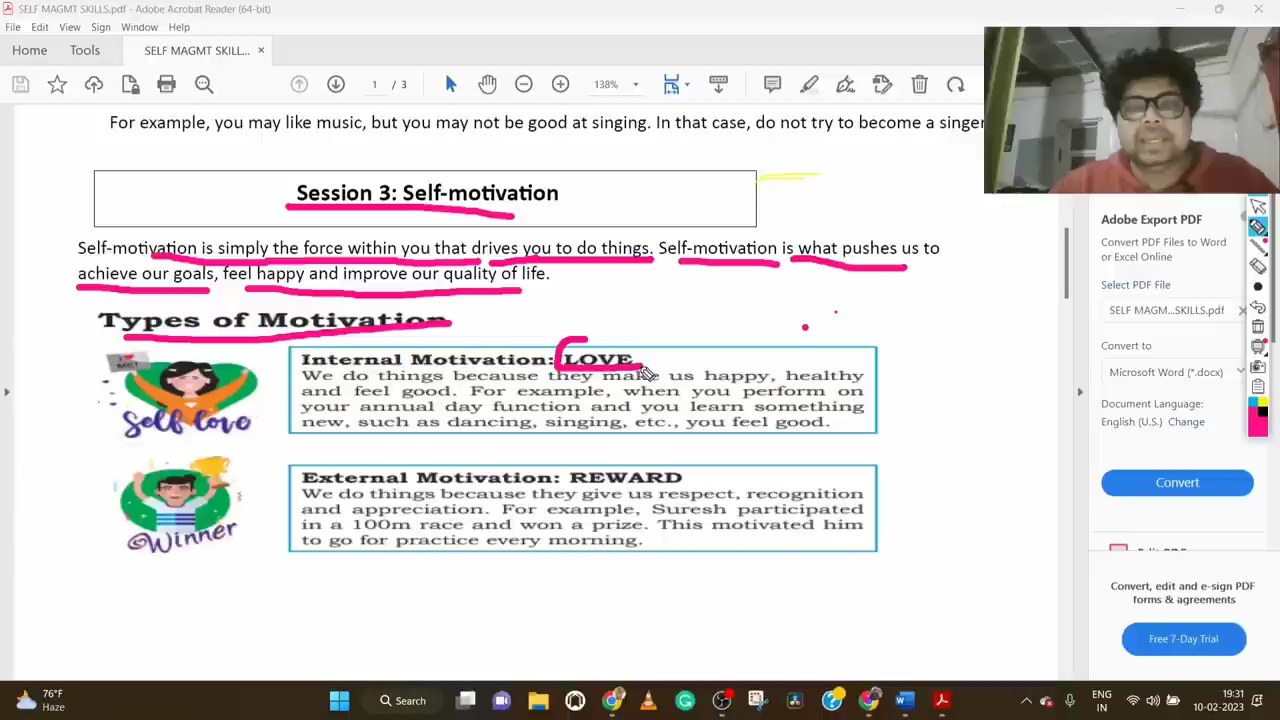 SELF MAGMT SKILLS.pdf - Adobe Acrobat Reader (64-bit)
File Edit View Sign Window Help
Home Tools SELF MAGMT SKILL... ×
1 / 3 138%
For example, you may like music, but you may not be good at singing. In that case, do not try to become a singer
Session 3: Self-motivation
Self-motivation is simply the force within you that drives you to do things. Self-motivation is what pushes us to
achieve our goals, feel happy and improve our quality of life.
Types of Motivation
Self love
Internal Motivation: LOVE
We do things because they make us happy, healthy
and feel good. For example, when you perform on
your annual day function and you learn something
new, such as dancing, singing, etc., you feel good.
Winner
External Motivation: REWARD
We do things because they give us respect, recognition
and appreciation. For example, Suresh participated
in a 100m race and won a prize. This motivated him
to go for practice every morning.
Adobe Export PDF
Convert PDF Files to Word
or Excel Online
Select PDF File
SELF MAGM...SKILLS.pdf
Convert to
Microsoft Word (*.docx)
Document Language:
English (U.S.) Change
Convert
Convert, edit and e-sign PDF
forms & agreements
Free 7-Day Trial
76°F
Haze
Search
ENG
IN
19:31
10-02-2023